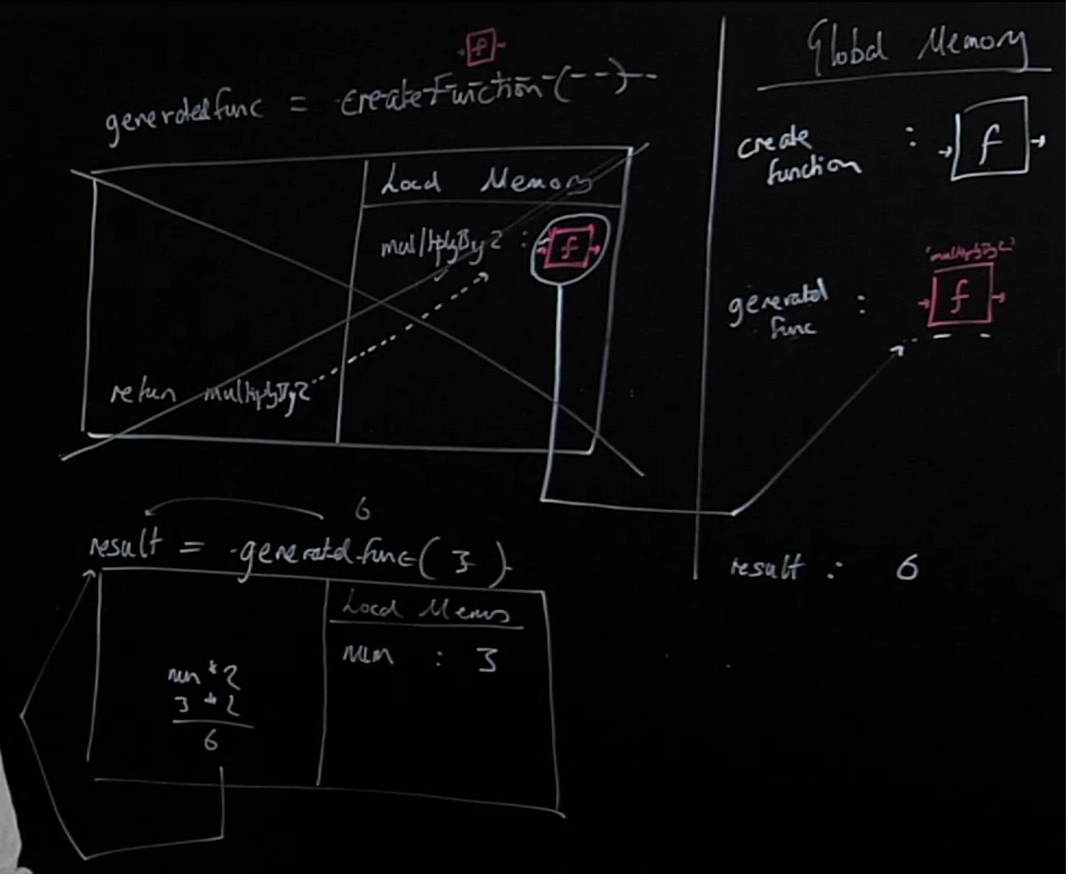 f
generatedfunc = createFunction(--)
Local Memory
multiplyBy2 : f
return multiplyBy2
6
result = generatedfunc(3)
Local Memory
num : 3
num * 2
3 * 2
6
Global Memory
create
function : f
"multiplyBy2"
generated
func : f
result : 6